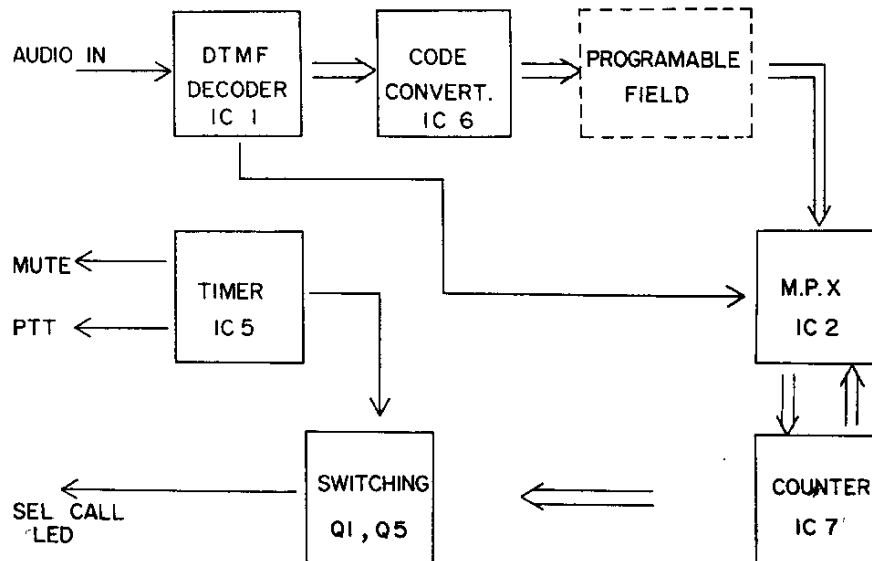 AUDIO IN
DTMF
DECODER
IC 1
CODE
CONVERT.
IC 6
PROGRAMABLE
FIELD
MUTE
PTT
TIMER
IC 5
M.P.X
IC 2
SWITCHING
Q1, Q5
SEL CALL
LED
COUNTER
IC 7